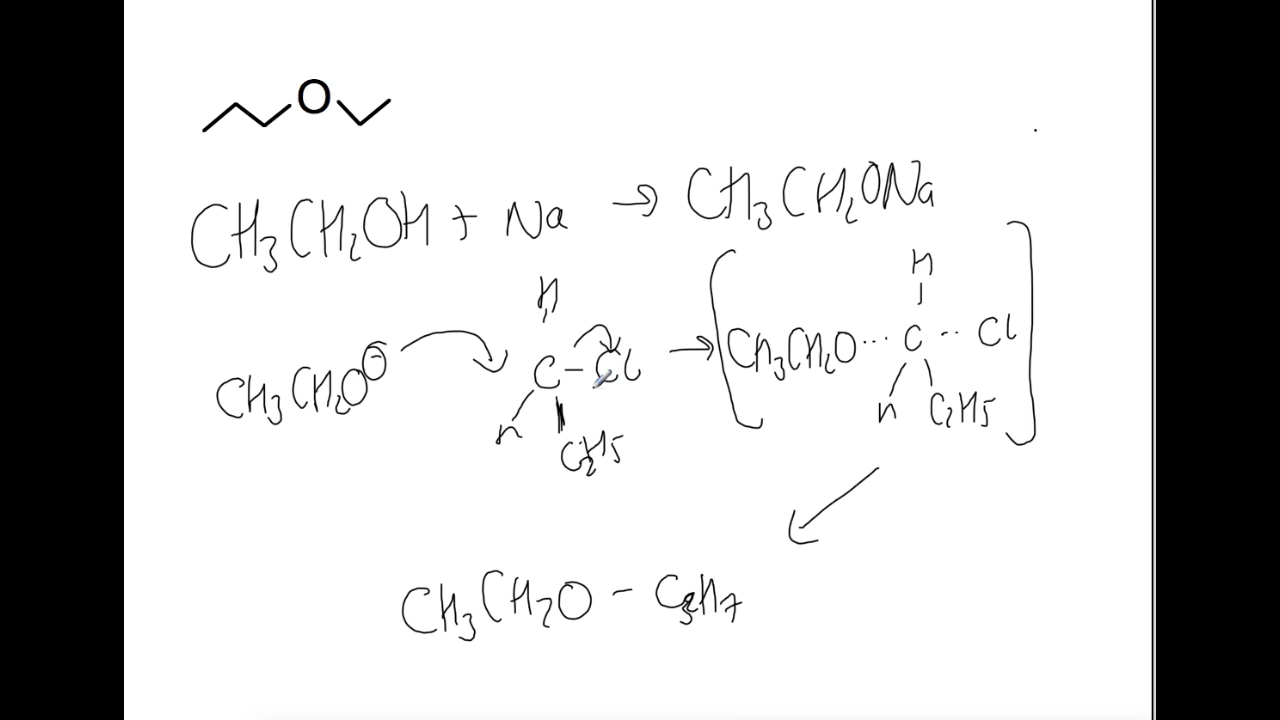 O
CH3CH2OH + Na → CH3CH2ONa
H H
CH3CH2O⊖ C – Cl → [CH3CH2O ··· C ··· Cl]
H C2H5 H C2H5
CH3CH2O – C3H7